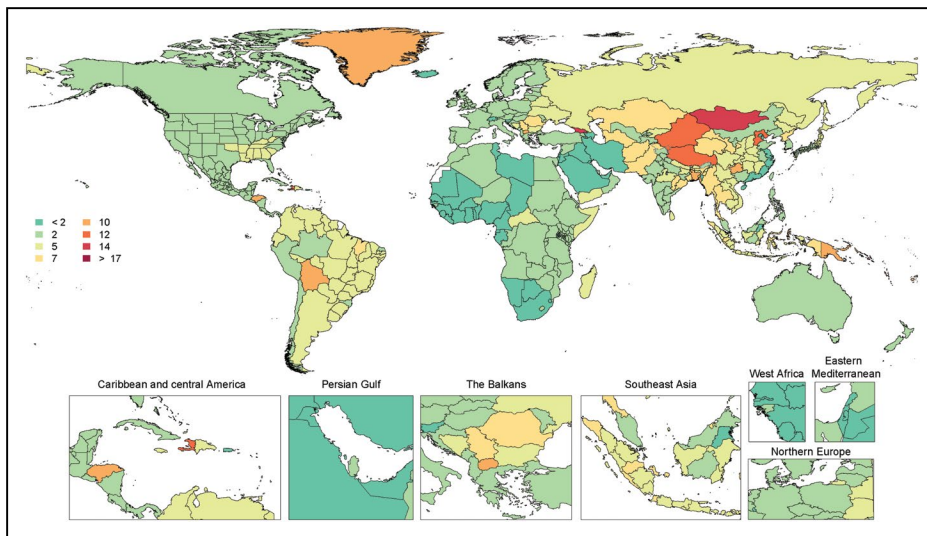 < 2
2
5
7
10
12
14
> 17
Caribbean and central America
Persian Gulf
The Balkans
Southeast Asia
West Africa
Eastern
Mediterranean
Northern Europe